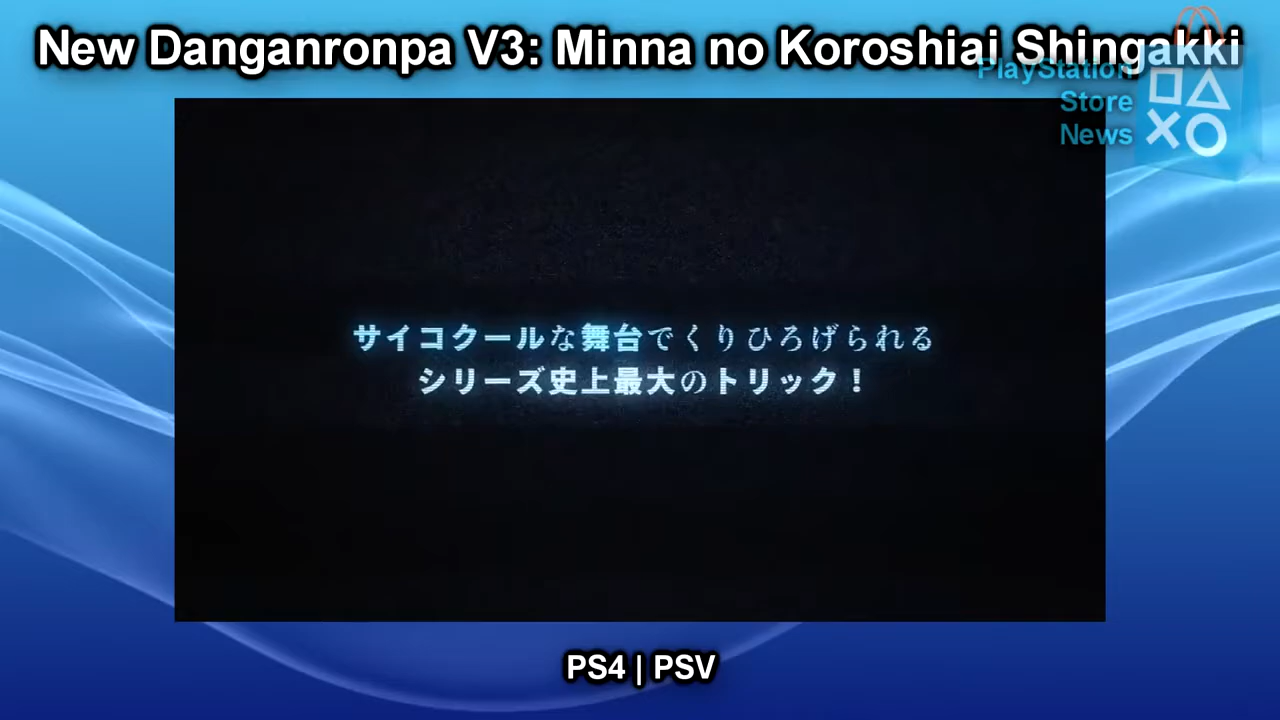 New Danganronpa V3: Minna no Koroshiai Shingakki
PlayStation
Store
News
サイコクールな舞台でくりひろげられる
シリーズ史上最大のトリック！
PS4 | PSV